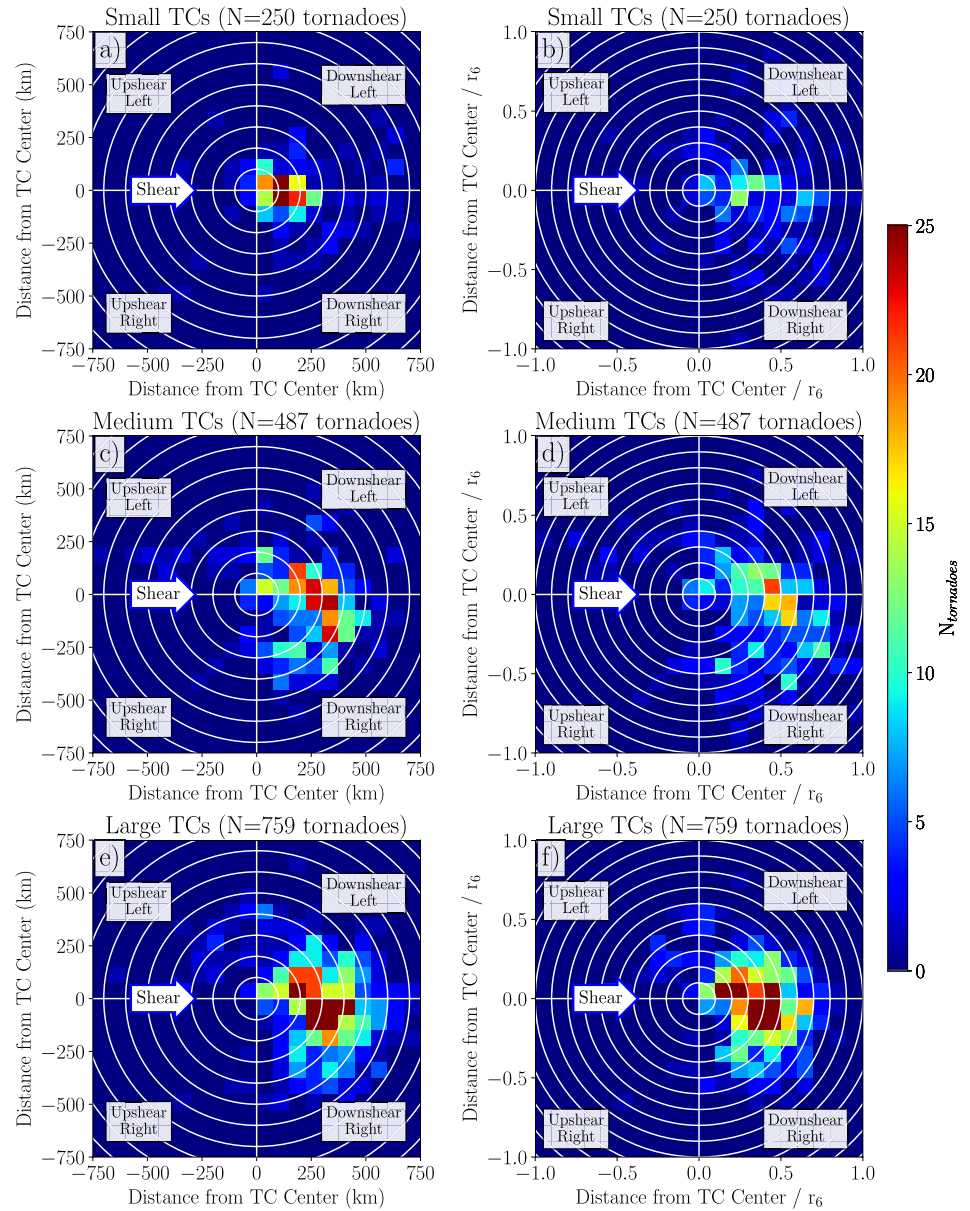 Small TCs (N=250 tornadoes)
a)
Upshear
Left
Downshear
Left
Shear
Upshear
Right
Downshear
Right
750
500
250
0
−250
−500
−750
−750
−500
−250
0
250
500
750
Distance from TC Center (km)
Distance from TC Center (km)
Small TCs (N=250 tornadoes)
b)
Upshear
Left
Downshear
Left
Shear
Upshear
Right
Downshear
Right
1.0
0.5
0.0
−0.5
−1.0
−1.0
−0.5
0.0
0.5
1.0
Distance from TC Center / r₆
Distance from TC Center / r₆
Medium TCs (N=487 tornadoes)
c)
Upshear
Left
Downshear
Left
Shear
Upshear
Right
Downshear
Right
750
500
250
0
−250
−500
−750
−750
−500
−250
0
250
500
750
Distance from TC Center (km)
Distance from TC Center (km)
Medium TCs (N=487 tornadoes)
d)
Upshear
Left
Downshear
Left
Shear
Upshear
Right
Downshear
Right
1.0
0.5
0.0
−0.5
−1.0
−1.0
−0.5
0.0
0.5
1.0
Distance from TC Center / r₆
Distance from TC Center / r₆
Large TCs (N=759 tornadoes)
e)
Upshear
Left
Downshear
Left
Shear
Upshear
Right
Downshear
Right
750
500
250
0
−250
−500
−750
−750
−500
−250
0
250
500
750
Distance from TC Center (km)
Distance from TC Center (km)
Large TCs (N=759 tornadoes)
f)
Upshear
Left
Downshear
Left
Shear
Upshear
Right
Downshear
Right
1.0
0.5
0.0
−0.5
−1.0
−1.0
−0.5
0.0
0.5
1.0
Distance from TC Center / r₆
Distance from TC Center / r₆
25
20
15
10
5
0
N_tornadoes